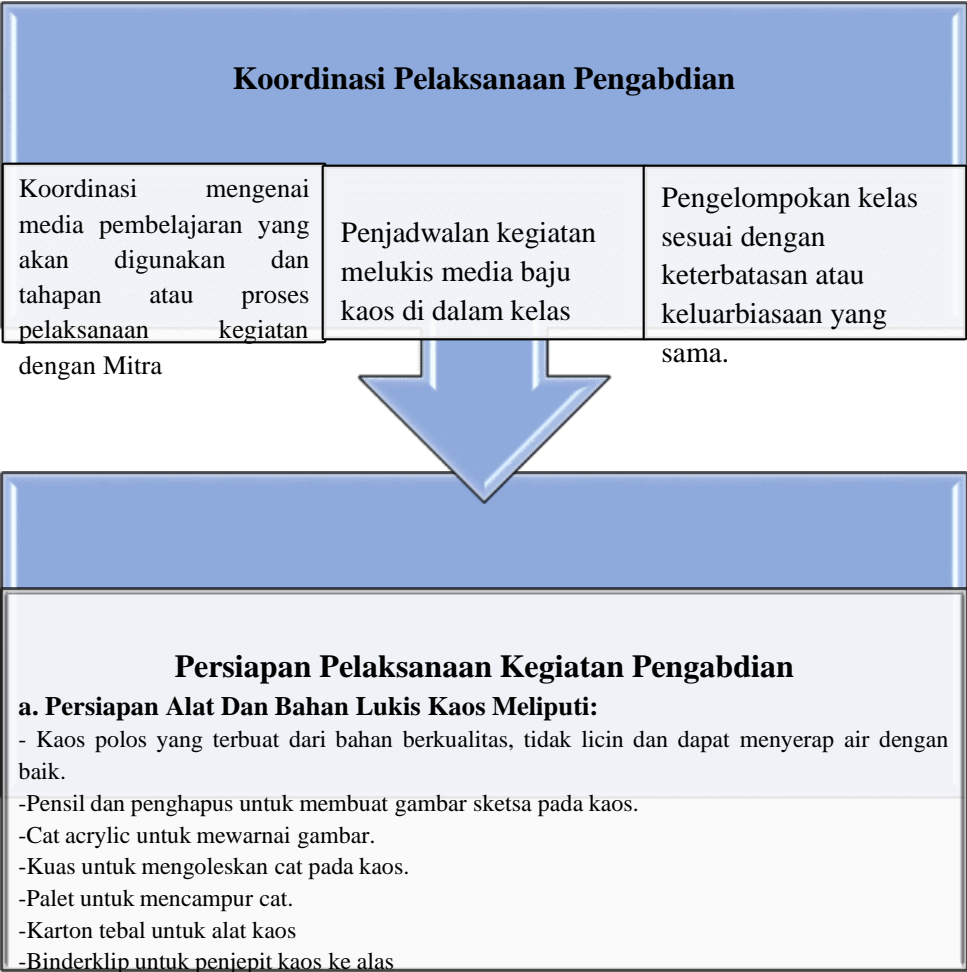 Koordinasi Pelaksanaan Pengabdian
Koordinasi mengenai
media pembelajaran yang
akan digunakan dan
tahapan atau proses
pelaksanaan kegiatan
dengan Mitra
Penjadwalan kegiatan
melukis media baju
kaos di dalam kelas
Pengelompokan kelas
sesuai dengan
keterbatasan atau
keluarbiasaan yang
sama.
Persiapan Pelaksanaan Kegiatan Pengabdian
a. Persiapan Alat Dan Bahan Lukis Kaos Meliputi:
- Kaos polos yang terbuat dari bahan berkualitas, tidak licin dan dapat menyerap air dengan
baik.
-Pensil dan penghapus untuk membuat gambar sketsa pada kaos.
-Cat acrylic untuk mewarnai gambar.
-Kuas untuk mengoleskan cat pada kaos.
-Palet untuk mencampur cat.
-Karton tebal untuk alat kaos
-Binderklip untuk penjepit kaos ke alas